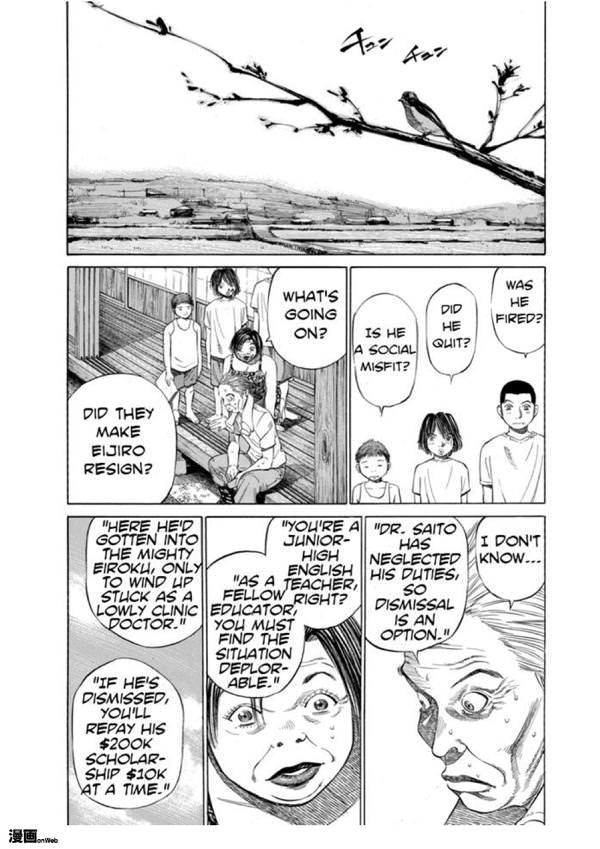 チュン
チュン
WAS
HE
FIRED?
DID
HE
QUIT?
IS HE
A SOCIAL
MISFIT?
WHAT'S
GOING
ON?
DID THEY
MAKE
EIJIRO
RESIGN?
I DON'T
KNOW...
"DR. SAITO
HAS
NEGLECTED
HIS DUTIES,
SO
DISMISSAL
IS AN
OPTION."
"YOU'RE A
JUNIOR-
HIGH
ENGLISH
TEACHER,
RIGHT?
"AS A
FELLOW
EDUCATOR,
YOU MUST
FIND THE
SITUATION
DEPLOR-
ABLE."
"HERE HE'D
GOTTEN INTO
THE MIGHTY
EIROKU, ONLY
TO WIND UP
STUCK AS A
LOWLY CLINIC
DOCTOR."
"IF HE'S
DISMISSED,
YOU'LL
REPAY HIS
$200K
SCHOLAR-
SHIP $10K
AT A TIME."
漫画onWeb